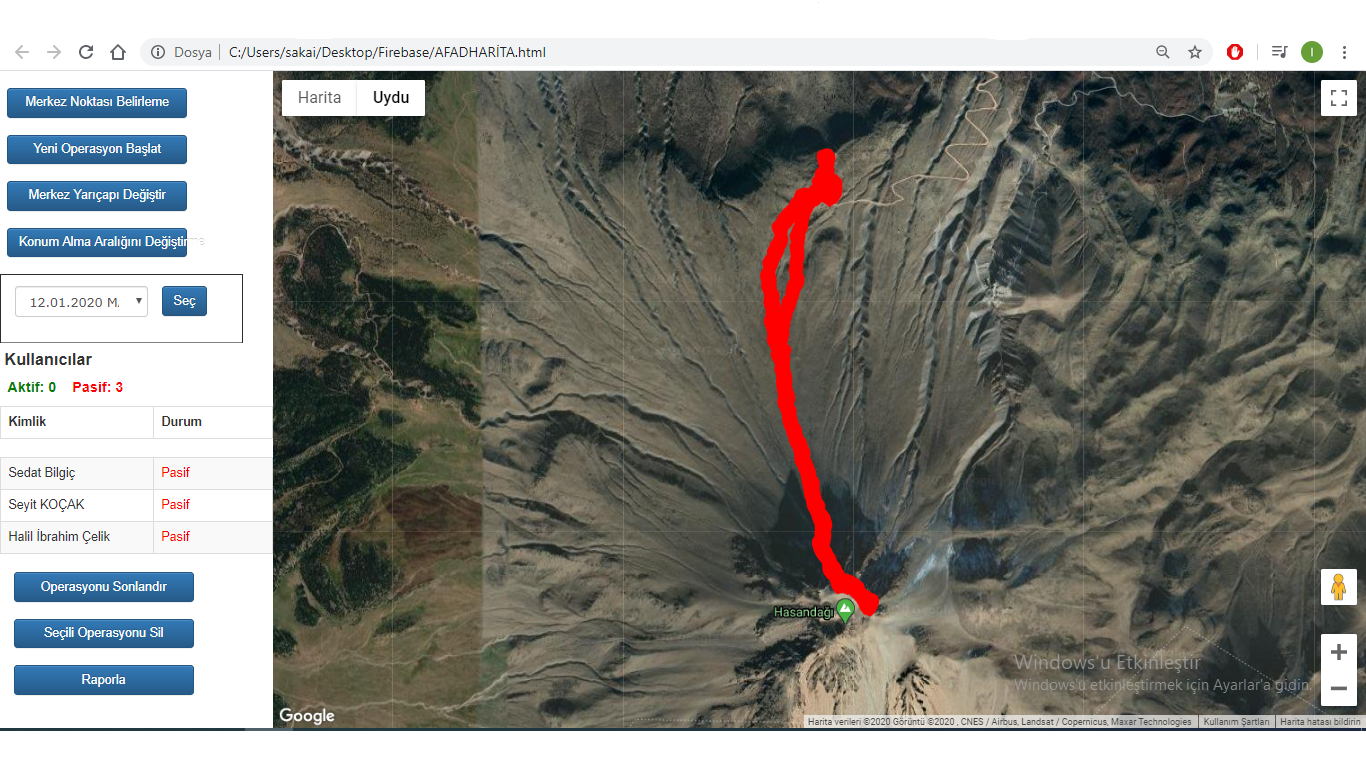 Dosya
C:/Users/sakai/Desktop/Firebase/AFADHARİTA.html
I
Merkez Noktası Belirleme
Yeni Operasyon Başlat
Merkez Yarıçapı Değiştir
Konum Alma Aralığını Değiştirme
12.01.2020 M.
Seç
Kullanıcılar
Aktif: 0 Pasif: 3
Kimlik Durum
Sedat Bilgiç Pasif
Seyit KOÇAK Pasif
Halil İbrahim Çelik Pasif
Operasyonu Sonlandır
Seçili Operasyonu Sil
Raporla
Harita Uydu
Hasandağı
Windows'u Etkinleştir
Windows'u etkinleştirmek için Ayarlar'a gidin.
Google
Harita verileri ©2020 Görüntü ©2020 , CNES / Airbus, Landsat / Copernicus, Maxar Technologies
Kullanım Şartları
Harita hatası bildirin